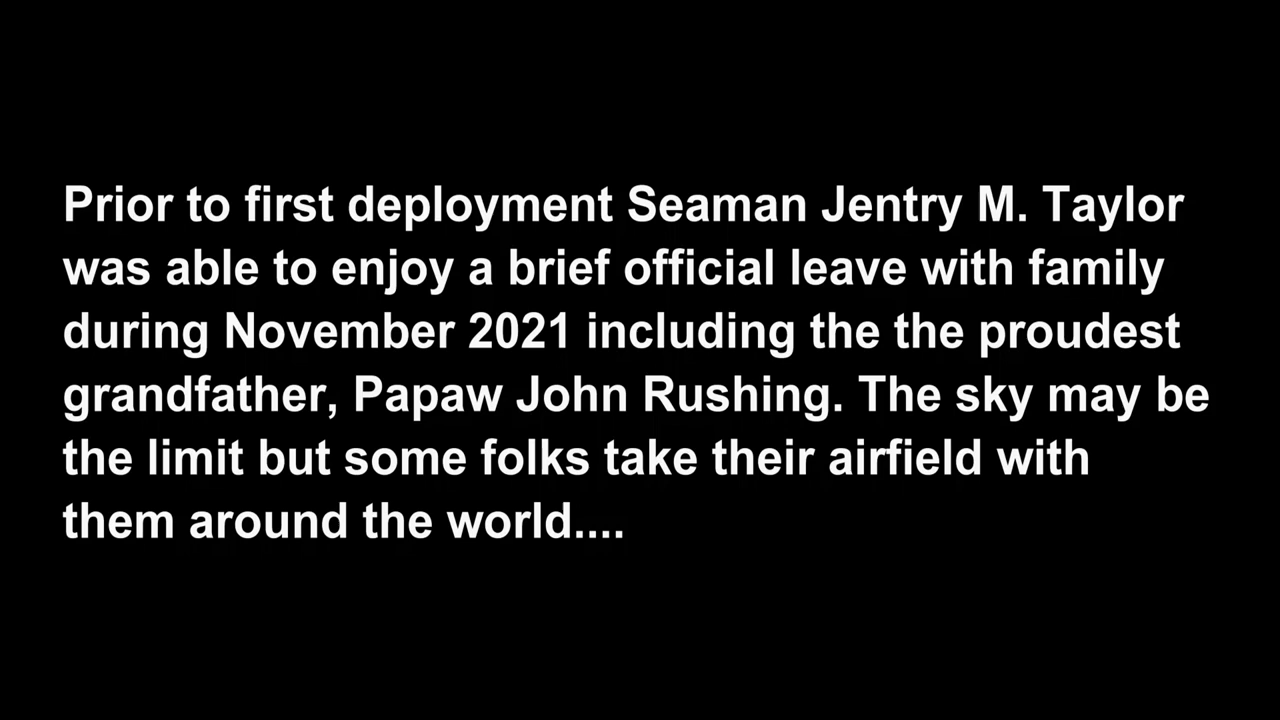 Prior to first deployment Seaman Jentry M. Taylor
was able to enjoy a brief official leave with family
during November 2021 including the the proudest
grandfather, Papaw John Rushing. The sky may be
the limit but some folks take their airfield with
them around the world....